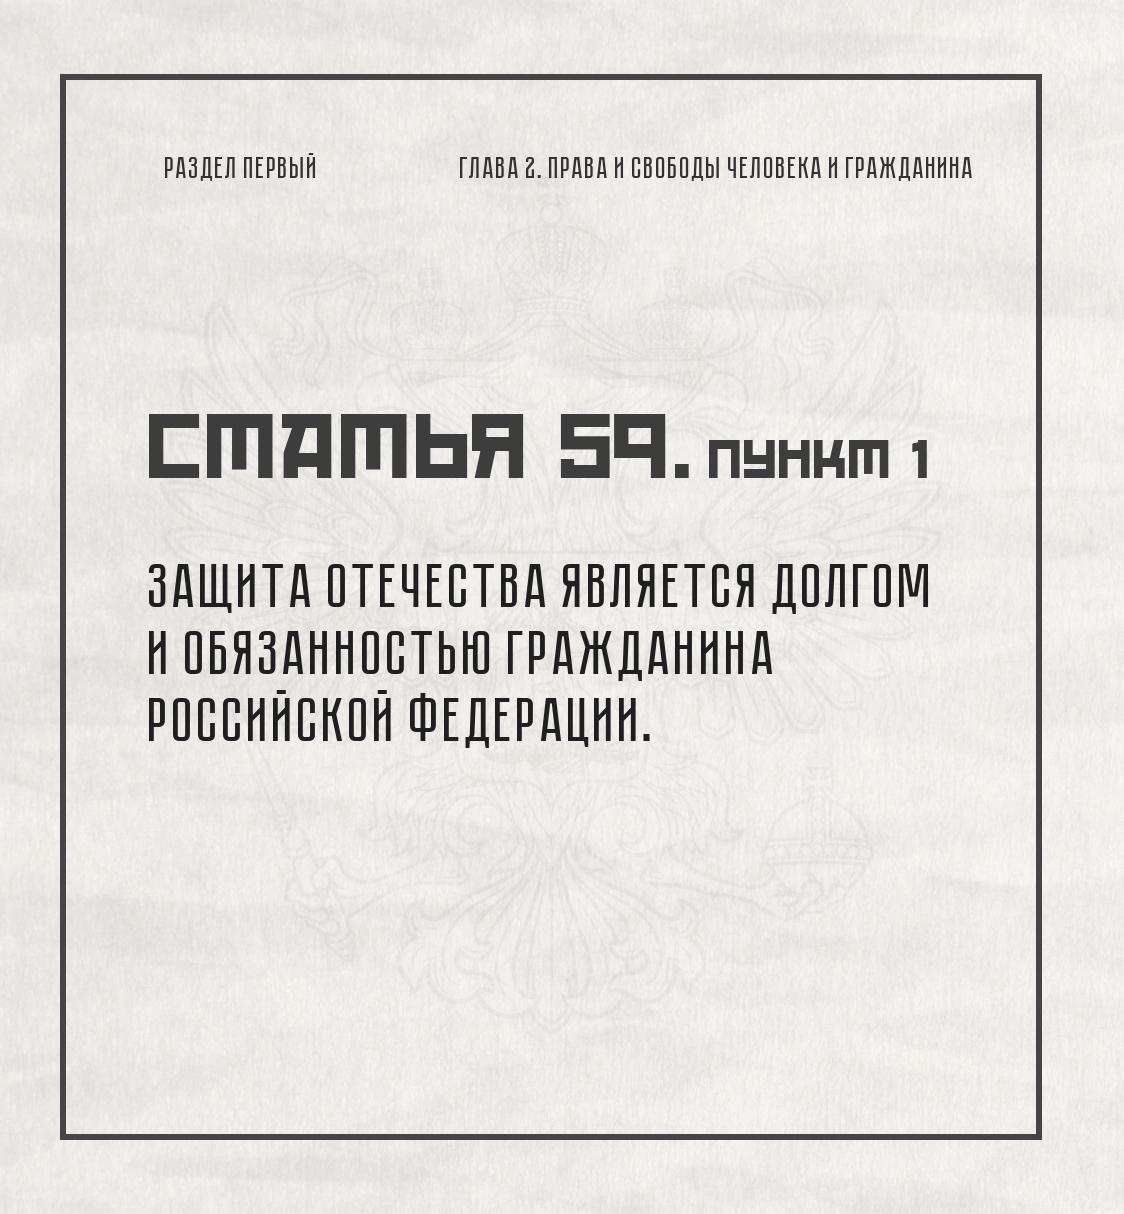 РАЗДЕЛ ПЕРВЫЙ ГЛАВА 2. ПРАВА И СВОБОДЫ ЧЕЛОВЕКА И ГРАЖДАНИНА
СТАТЬЯ 59. ПУНКТ 1
ЗАЩИТА ОТЕЧЕСТВА ЯВЛЯЕТСЯ ДОЛГОМ
И ОБЯЗАННОСТЬЮ ГРАЖДАНИНА
РОССИЙСКОЙ ФЕДЕРАЦИИ.